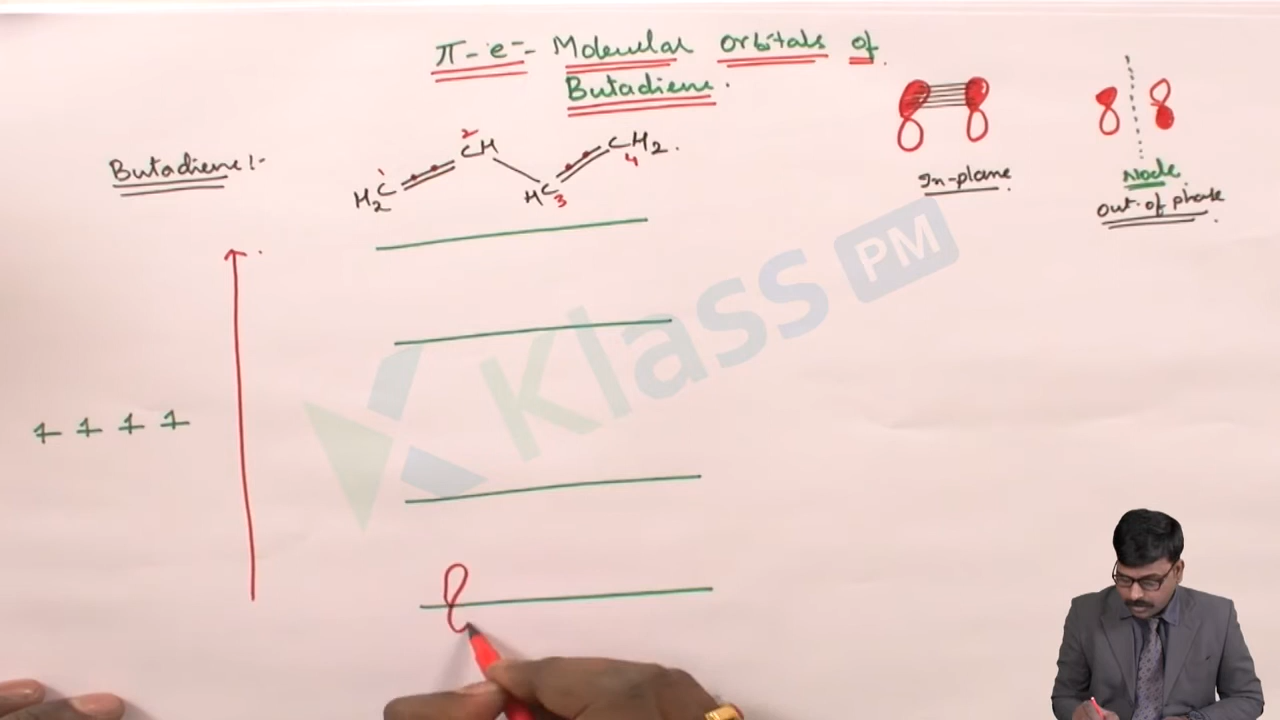 π-e⁻- Molecular orbitals of
Butadiene.
Butadiene:-
H₂C CH HC CH₂.
1 2 3 4
In-plane
Node
Out-of phase
Klass PM